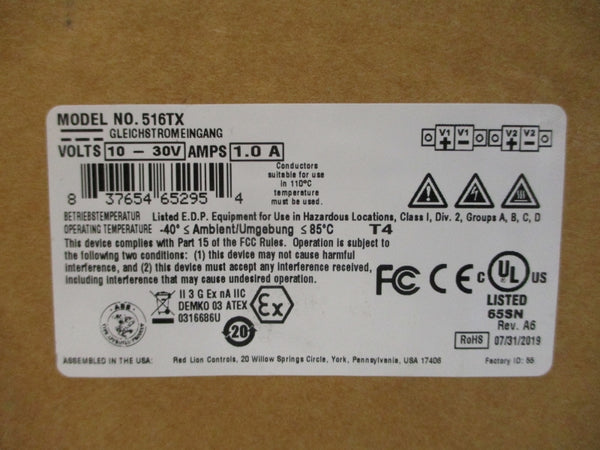 MODEL NO. 516TX
GLEICHSTROMEINGANG
VOLTS 10 – 30V AMPS 1.0 A
V1 V1 V2 V2
+ – + –
Conductors
suitable for use
in 110°C
temperature
must be used.
8 37654 65295 4
BETRIEBSTEMPERATUR Listed E.D.P. Equipment for Use in Hazardous Locations, Class I, Div. 2, Groups A, B, C, D
OPERATING TEMPERATURE -40° ≤ Ambient/Umgebung ≤ 85°C T4
This device complies with Part 15 of the FCC Rules. Operation is subject to
the following two conditions: (1) this device may not cause harmful
interference, and (2) this device must accept any interference received,
including interference that may cause undesired operation.
FC CE c UL US
LISTED
65SN
Rev. A6
ABS
TYPE APPROVED PRODUCT
II 3 G Ex nA IIC
DEMKO 03 ATEX
0316686U
Ex
20
RoHS 07/31/2019
ASSEMBLED IN THE USA: Red Lion Controls, 20 Willow Springs Circle, York, Pennsylvania, USA 17406 Factory ID: 55